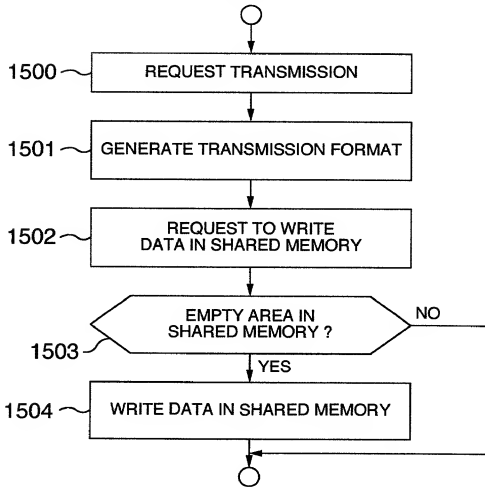 1500
REQUEST TRANSMISSION
1501
GENERATE TRANSMISSION FORMAT
1502
REQUEST TO WRITE
DATA IN SHARED MEMORY
1503
EMPTY AREA IN
SHARED MEMORY ?
NO
YES
1504
WRITE DATA IN SHARED MEMORY